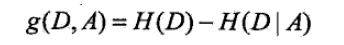 g(D, A) = H(D) − H(D | A)